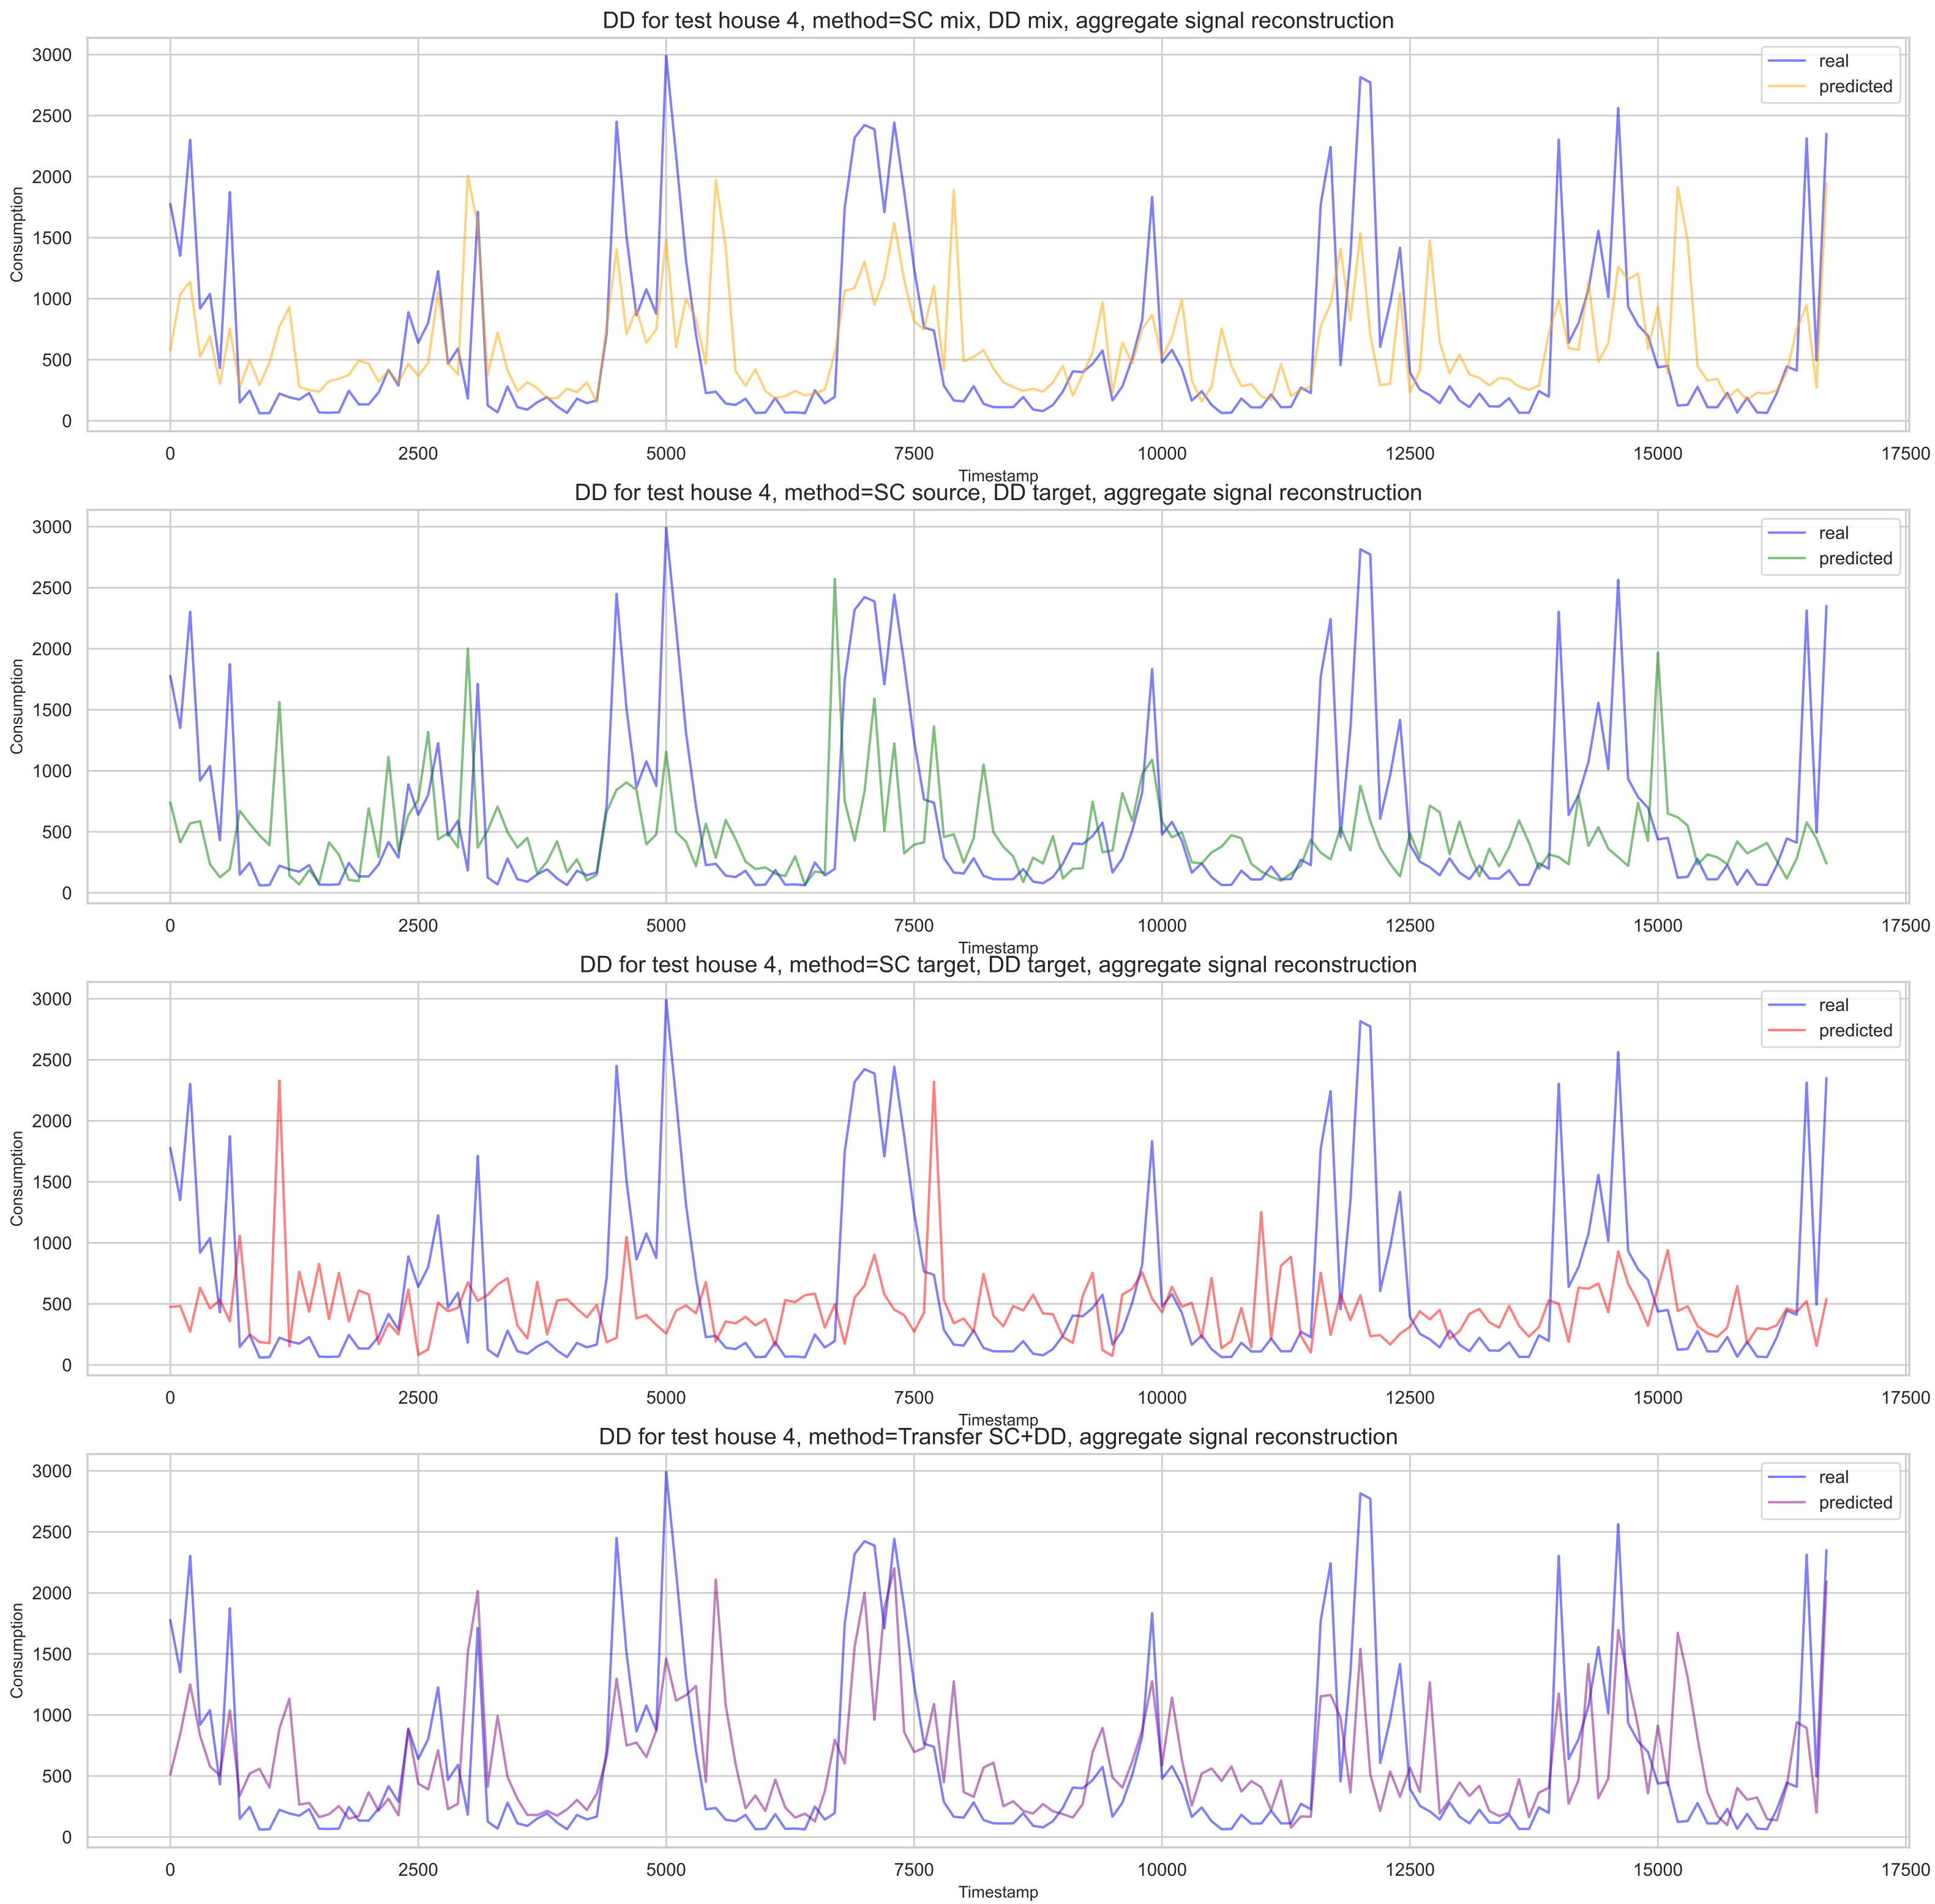 DD for test house 4, method=SC mix, DD mix, aggregate signal reconstruction
real
predicted
3000
2500
2000
1500
1000
500
0
Consumption
0 2500 5000 7500 10000 12500 15000 17500
Timestamp
DD for test house 4, method=SC source, DD target, aggregate signal reconstruction
real
predicted
3000
2500
2000
1500
1000
500
0
Consumption
0 2500 5000 7500 10000 12500 15000 17500
Timestamp
DD for test house 4, method=SC target, DD target, aggregate signal reconstruction
real
predicted
3000
2500
2000
1500
1000
500
0
Consumption
0 2500 5000 7500 10000 12500 15000 17500
Timestamp
DD for test house 4, method=Transfer SC+DD, aggregate signal reconstruction
real
predicted
3000
2500
2000
1500
1000
500
0
Consumption
0 2500 5000 7500 10000 12500 15000 17500
Timestamp